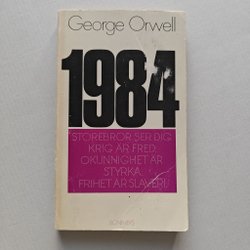 George Orwell
1984
STOREBROR SER DIG
KRIG ÄR FRED
OKUNNIGHET ÄR
STYRKA
FRIHET ÄR SLAVERI
BONNIERS